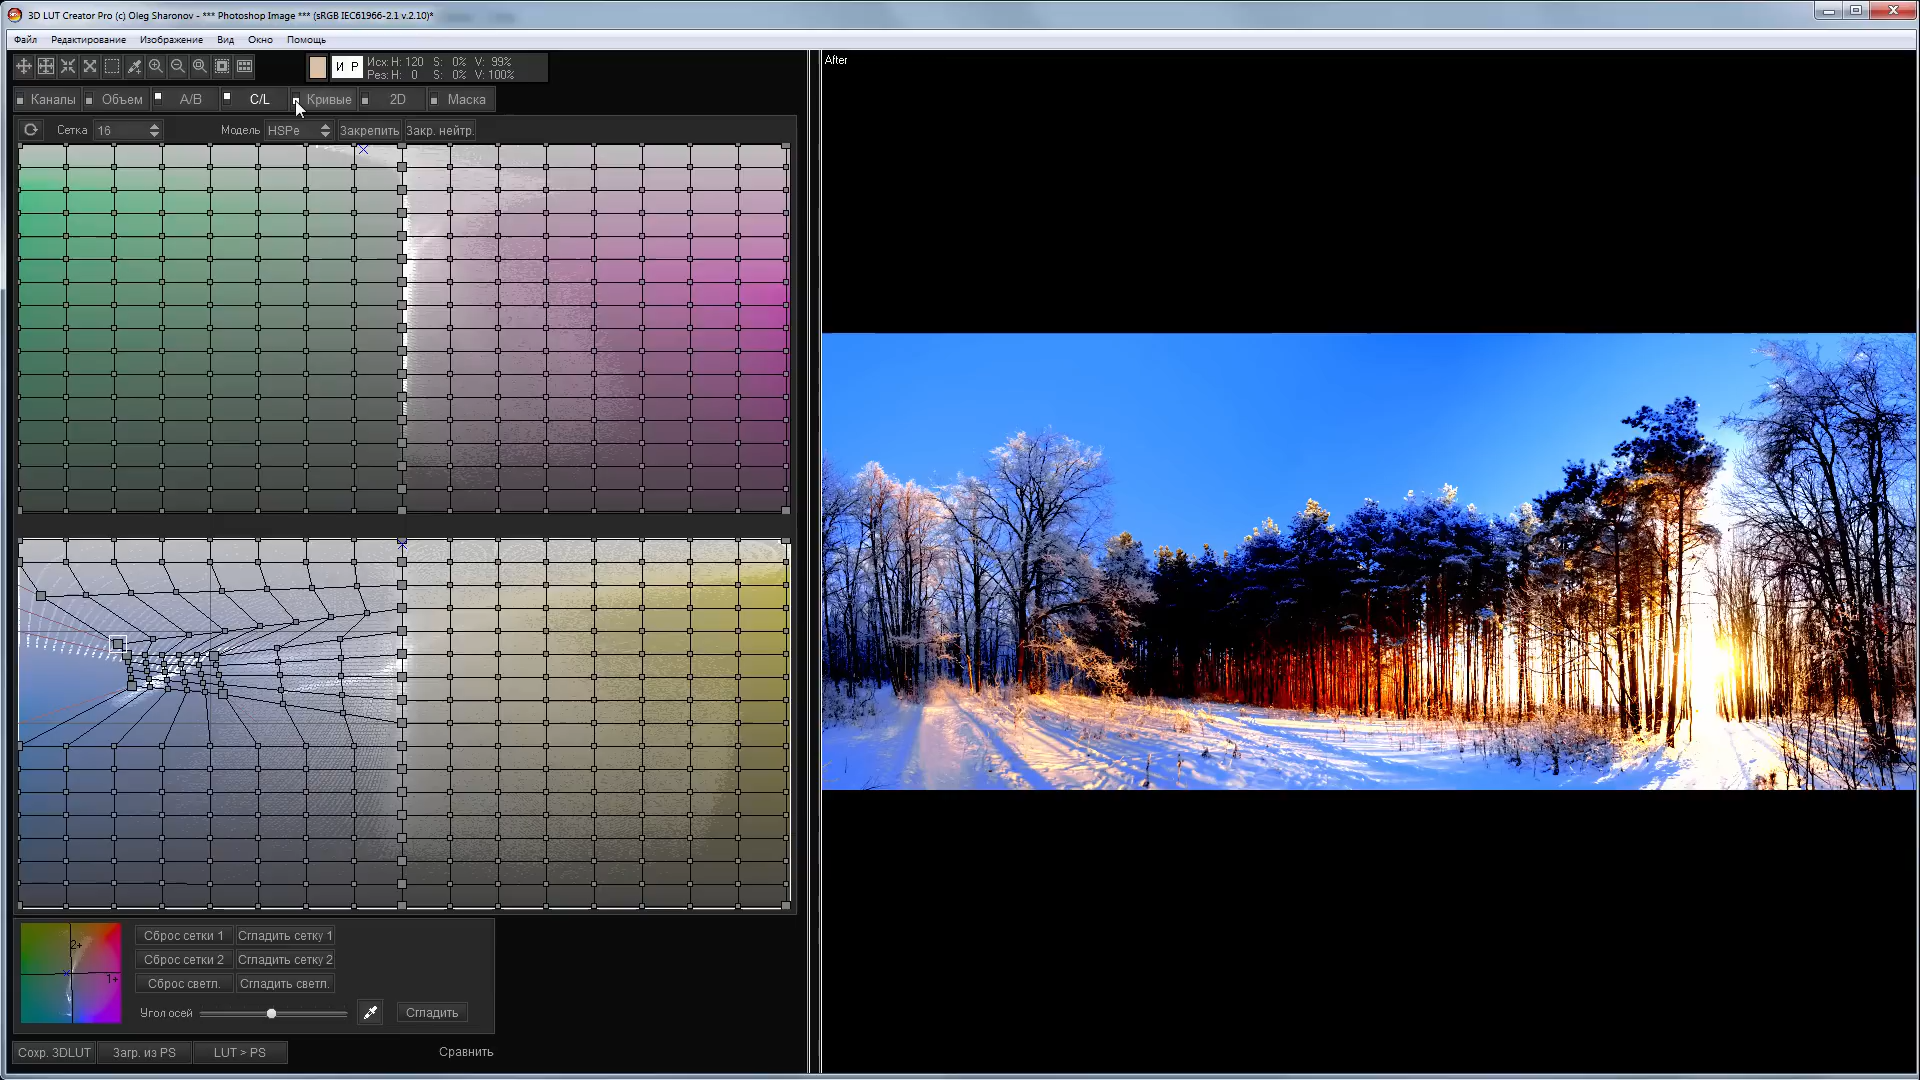 3D LUT Creator Pro (c) Oleg Sharonov - *** Photoshop Image *** (sRGB IEC61966-2.1 v.2.10)*
Файл Редактирование Изображение Вид Окно Помощь
After
И Р Исх: H: 120 S: 0% V: 99%
Рез: H: 0 S: 0% V: 100%
Каналы Объем A/B C/L Кривые 2D Маска
Сетка 16 Модель HSPe Закрепить Закр. нейтр.
2+
1+
Сброс сетки 1 Сгладить сетку 1
Сброс сетки 2 Сгладить сетку 2
Сброс светл. Сгладить светл.
Угол осей Сгладить
Сохр. 3DLUT Загр. из PS LUT > PS Сравнить